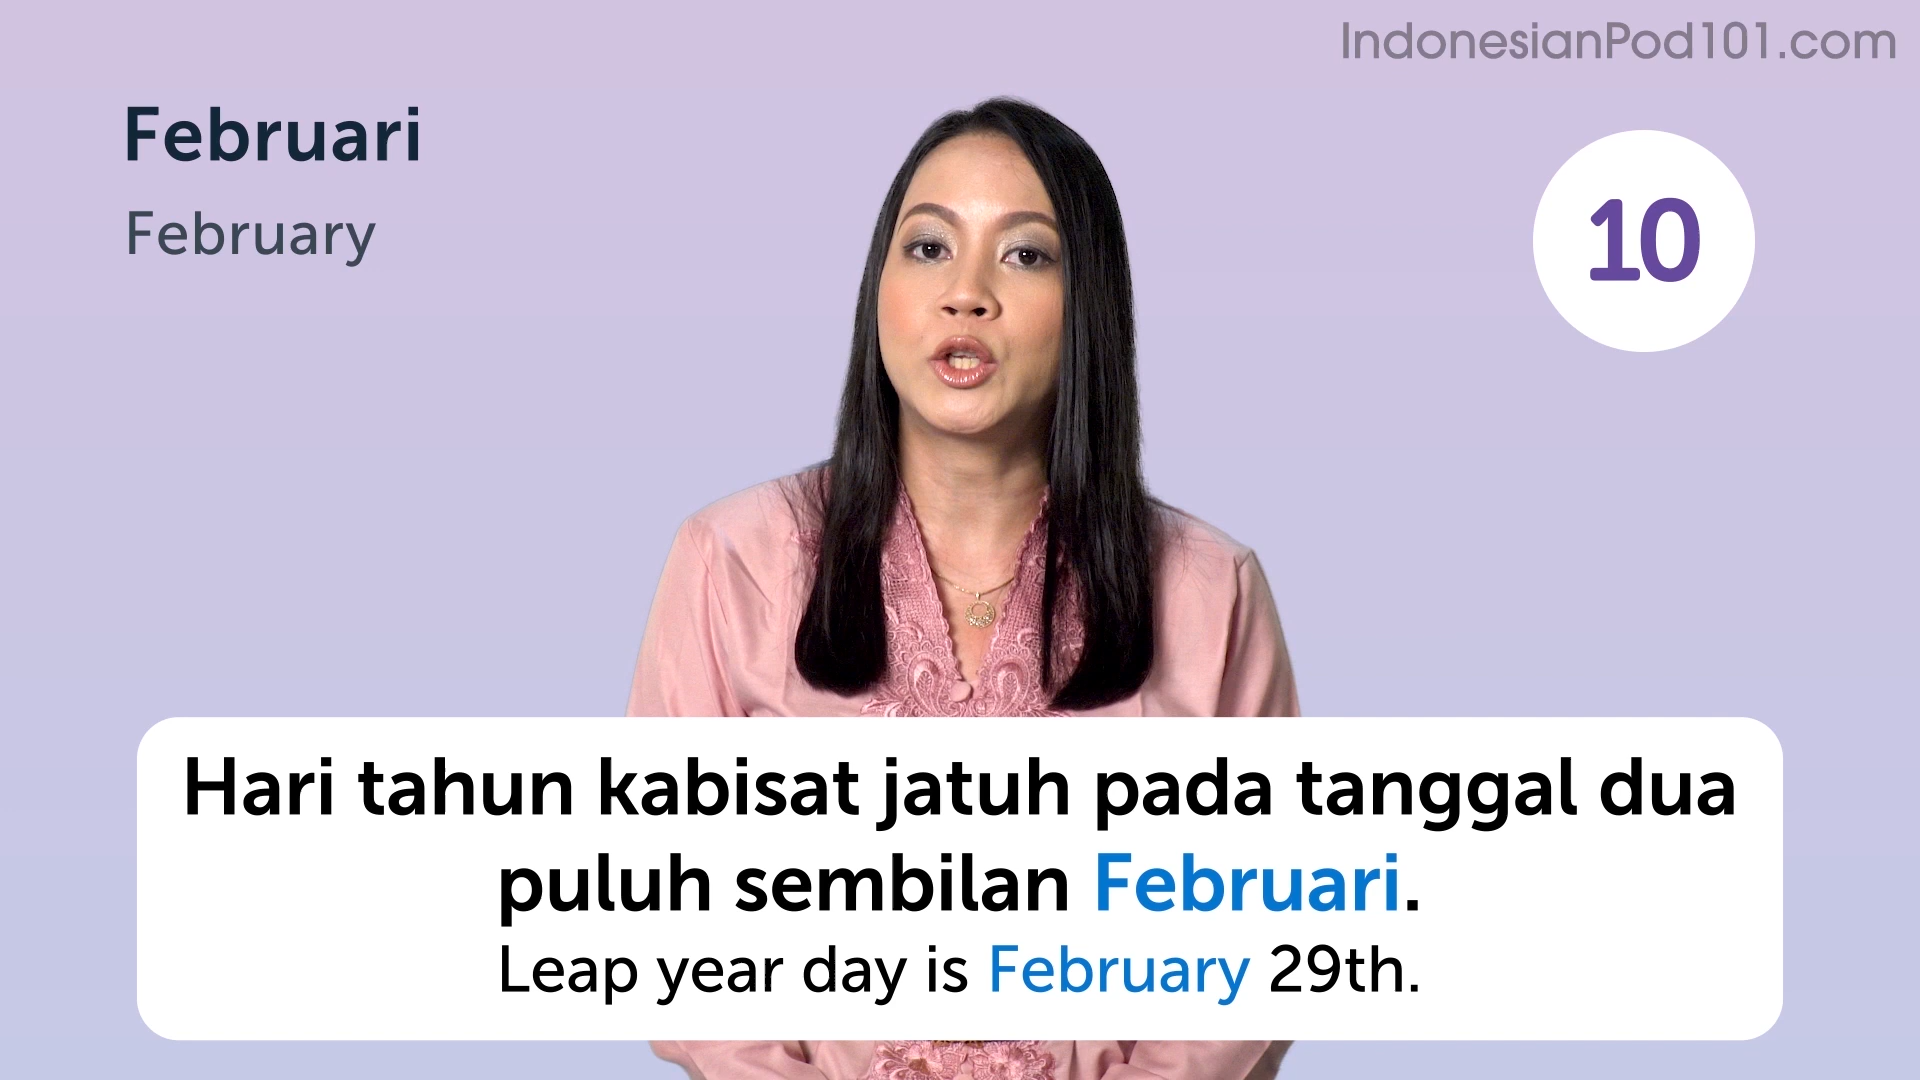 IndonesianPod101.com
Februari
February
10
Hari tahun kabisat jatuh pada tanggal dua
puluh sembilan Februari.
Leap year day is February 29th.